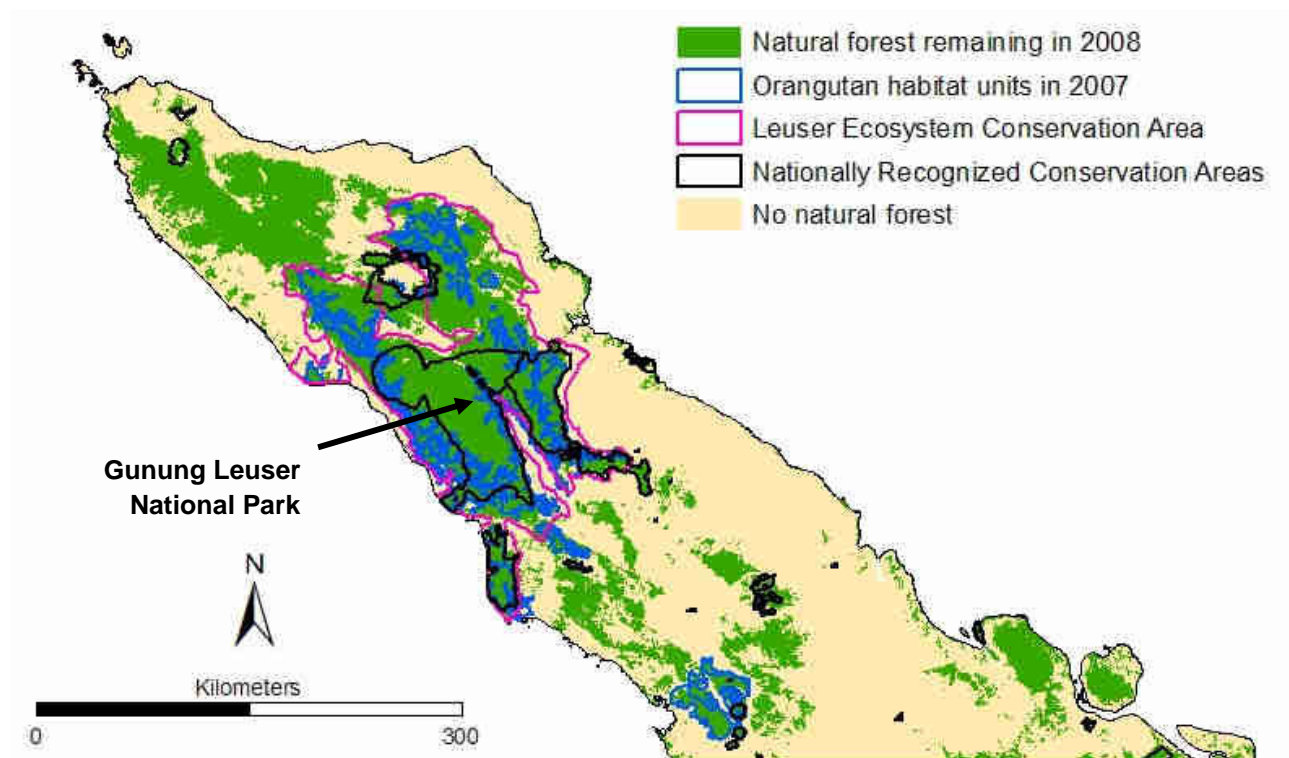 Natural forest remaining in 2008
Orangutan habitat units in 2007
Leuser Ecosystem Conservation Area
Nationally Recognized Conservation Areas
No natural forest
Gunung Leuser
National Park
N
Kilometers
0
300